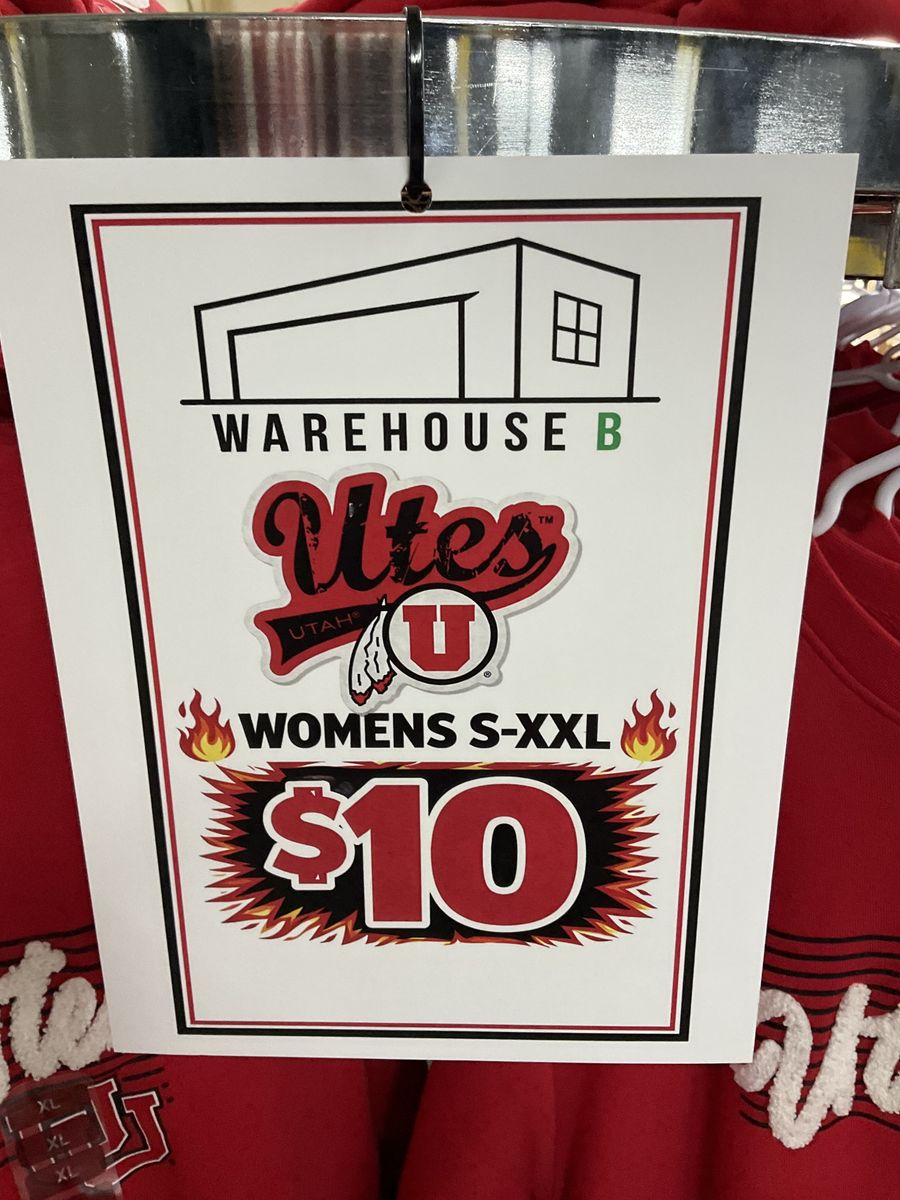 WAREHOUSE B
Utes™
UTAH®
U
®
WOMENS S-XXL
$10
XL
XL
XL
U